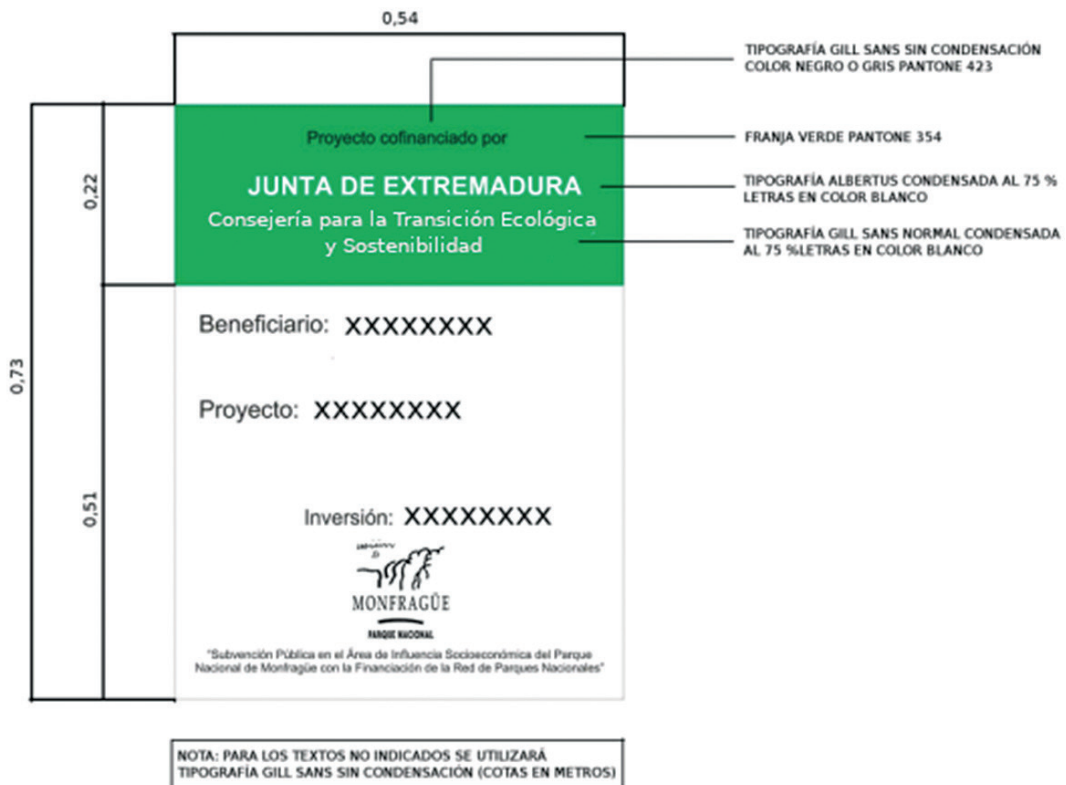 0,54
TIPOGRAFÍA GILL SANS SIN CONDENSACIÓN
COLOR NEGRO O GRIS PANTONE 423
Proyecto cofinanciado por
FRANJA VERDE PANTONE 354
0,22
JUNTA DE EXTREMADURA
TIPOGRAFÍA ALBERTUS CONDENSADA AL 75 %
LETRAS EN COLOR BLANCO
Consejería para la Transición Ecológica
y Sostenibilidad
TIPOGRAFÍA GILL SANS NORMAL CONDENSADA
AL 75 %LETRAS EN COLOR BLANCO
Beneficiario: XXXXXXXX
0,73
Proyecto: XXXXXXXX
0,51
Inversión: XXXXXXXX
MONFRAGÜE
PARQUE NACIONAL
"Subvención Pública en el Área de Influencia Socioeconómica del Parque
Nacional de Monfragüe con la Financiación de la Red de Parques Nacionales"
NOTA: PARA LOS TEXTOS NO INDICADOS SE UTILIZARÁ
TIPOGRAFÍA GILL SANS SIN CONDENSACIÓN (COTAS EN METROS)